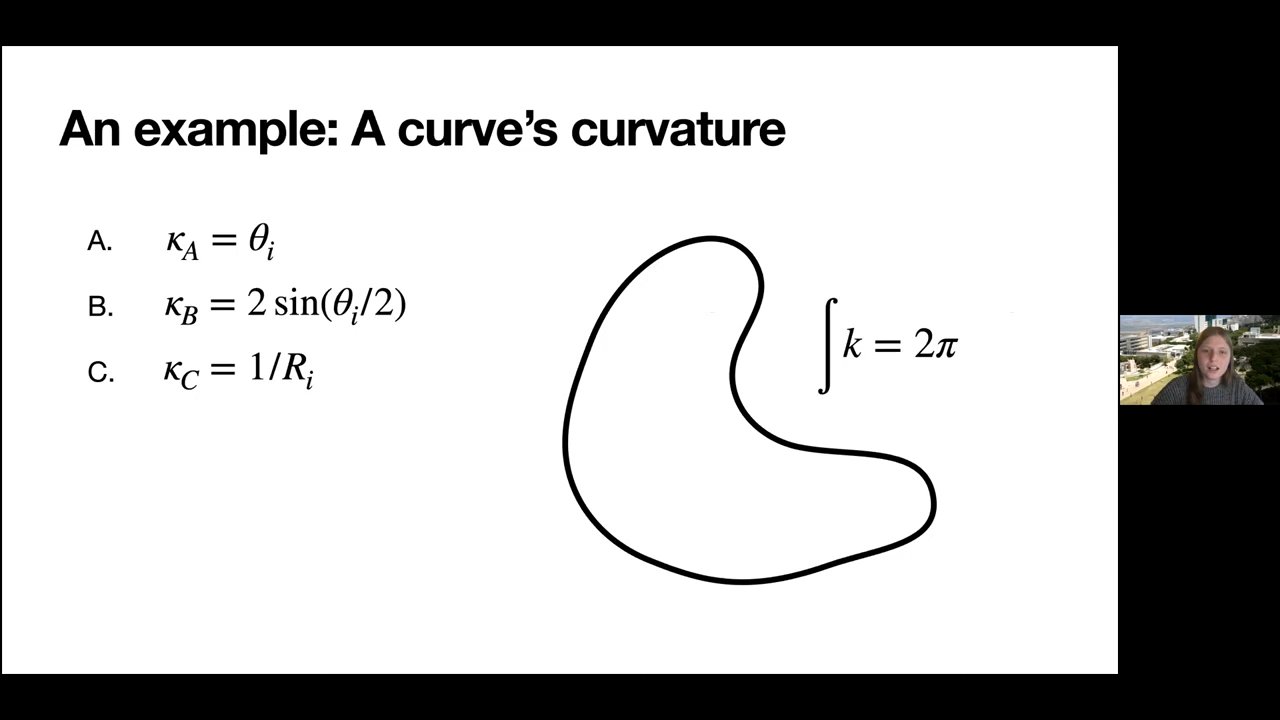 An example: A curve’s curvature
A. κ_A = θ_i
B. κ_B = 2 sin(θ_i/2)
C. κ_C = 1/R_i
∫k = 2π